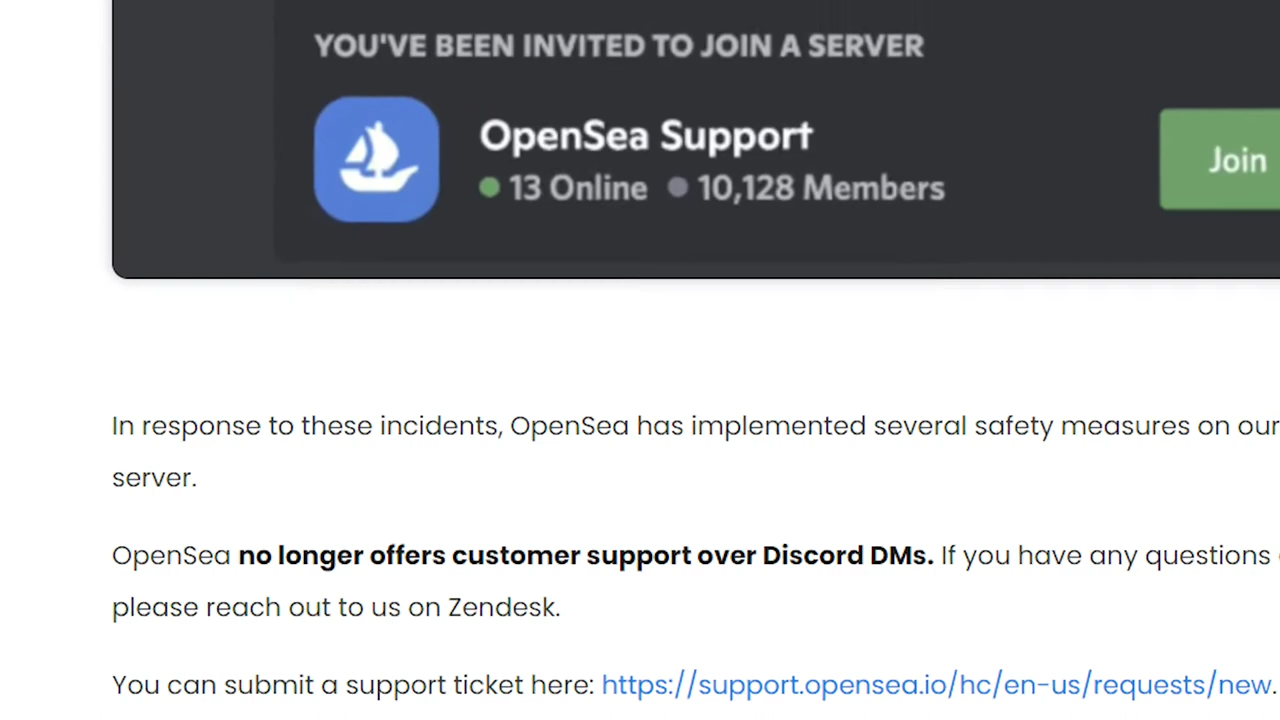 YOU'VE BEEN INVITED TO JOIN A SERVER
OpenSea Support
13 Online 10,128 Members
Join
In response to these incidents, OpenSea has implemented several safety measures on our
server.
OpenSea no longer offers customer support over Discord DMs. If you have any questions
please reach out to us on Zendesk.
You can submit a support ticket here: https://support.opensea.io/hc/en-us/requests/new.